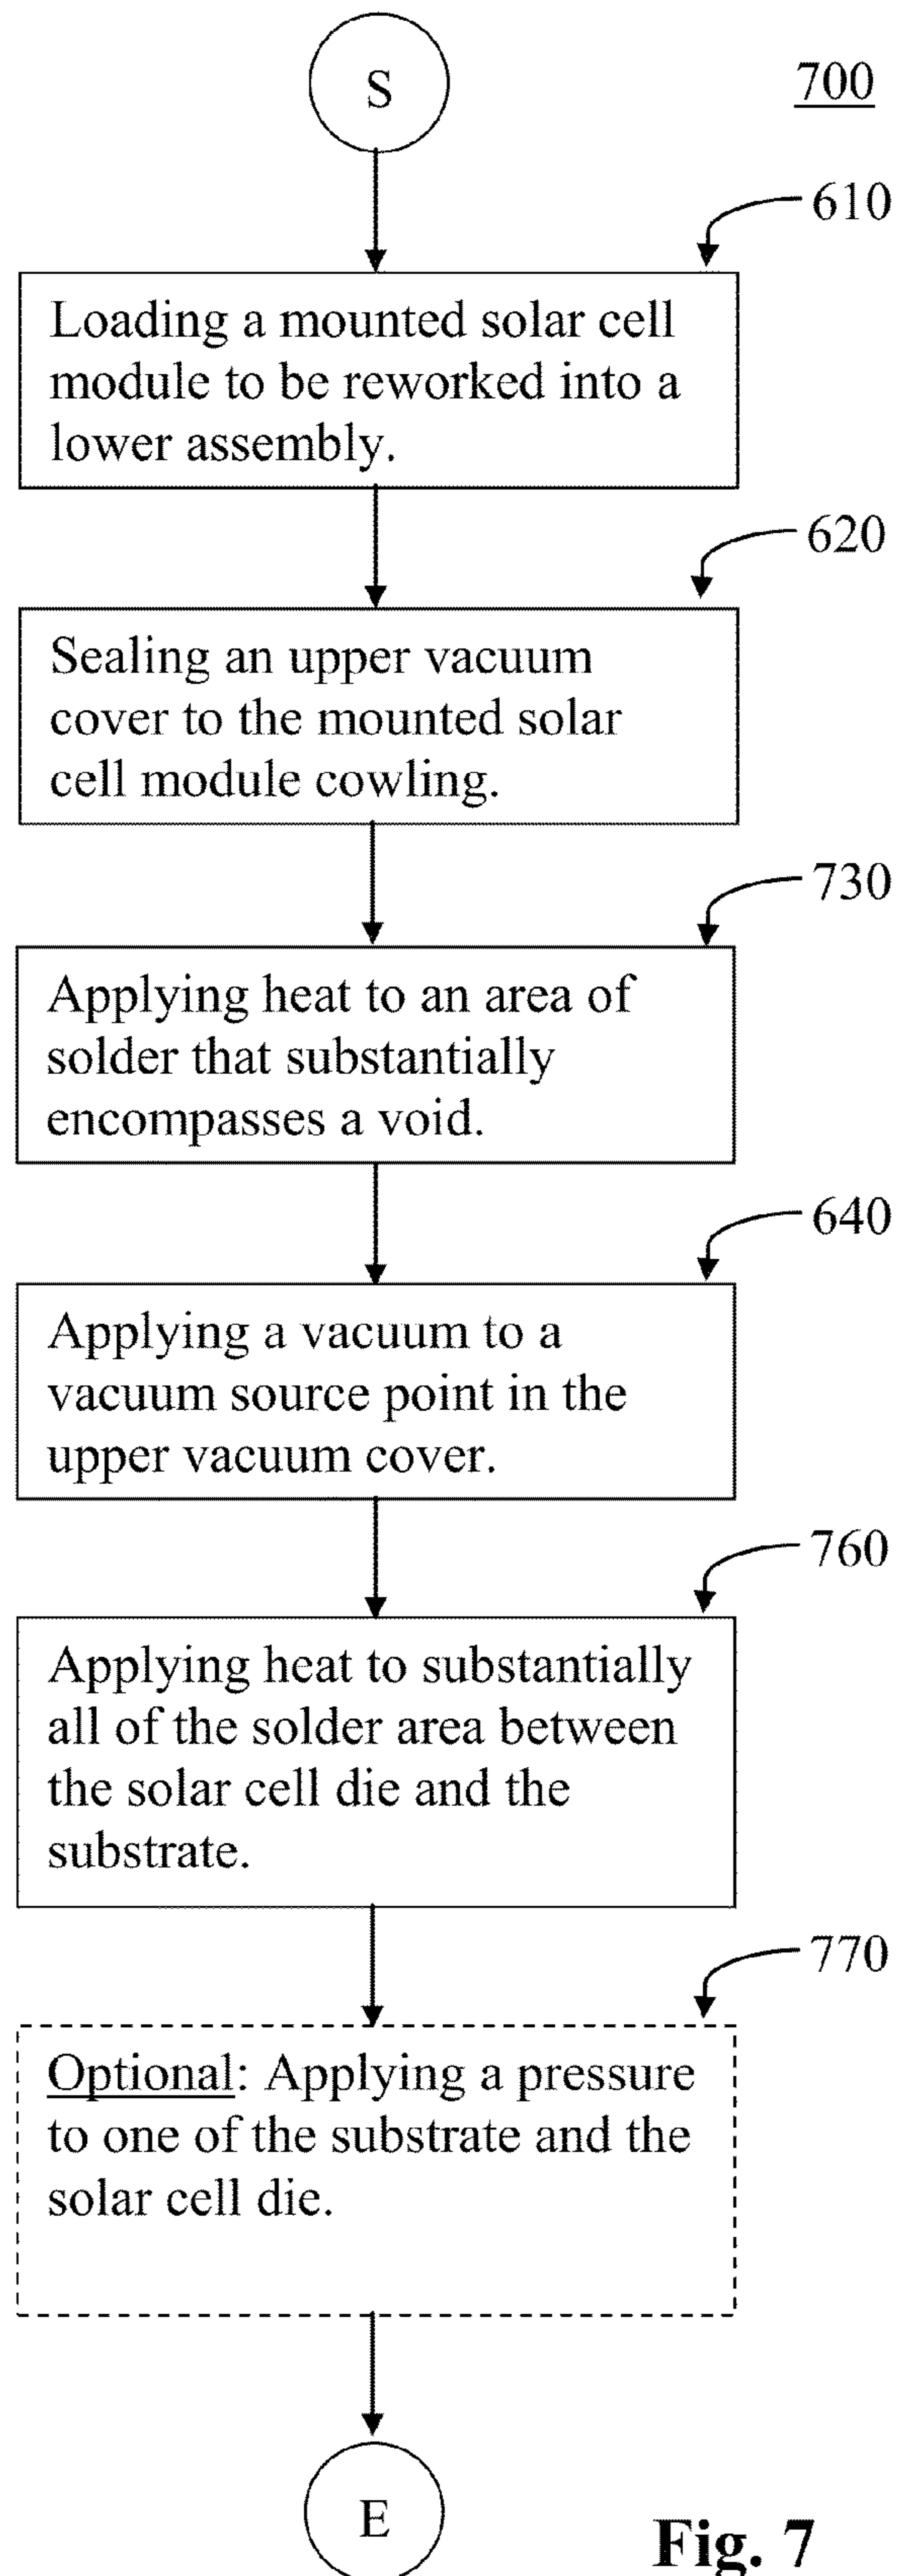 S
700
610
Loading a mounted solar cell
module to be reworked into a
lower assembly.
620
Sealing an upper vacuum
cover to the mounted solar
cell module cowling.
730
Applying heat to an area of
solder that substantially
encompasses a void.
640
Applying a vacuum to a
vacuum source point in the
upper vacuum cover.
760
Applying heat to substantially
all of the solder area between
the solar cell die and the
substrate.
770
Optional: Applying a pressure
to one of the substrate and the
solar cell die.
E
Fig. 7